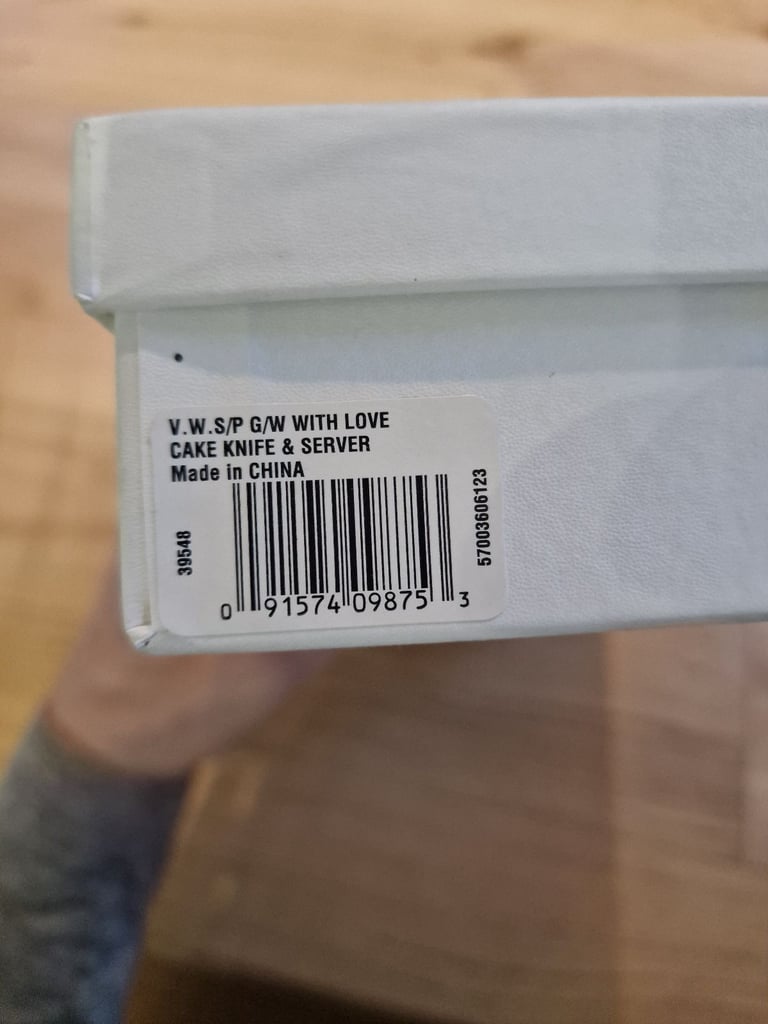 V.W.S/P G/W WITH LOVE
CAKE KNIFE & SERVER
Made in CHINA
39548
57003606123
0 91574 09875 3